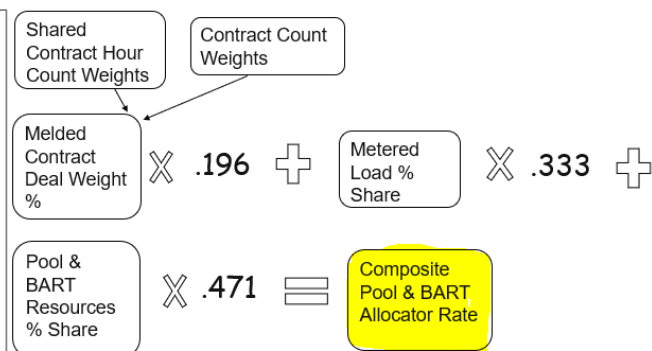 Shared
Contract Hour
Count Weights
Contract Count
Weights
Melded
Contract
Deal Weight
%
X .196 +
Metered
Load %
Share
X .333 +
Pool &
BART
Resources
% Share
X .471 =
Composite
Pool & BART
Allocator Rate